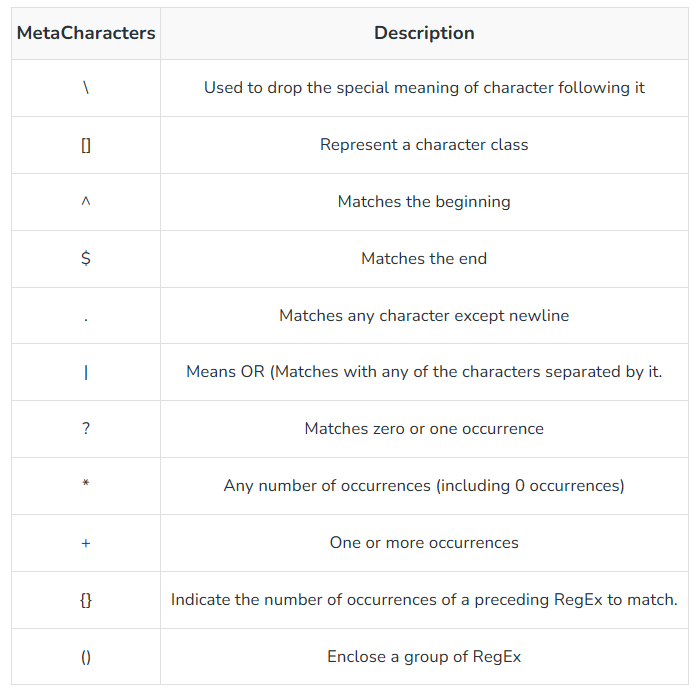 MetaCharacters Description
\ Used to drop the special meaning of character following it
[] Represent a character class
^ Matches the beginning
$ Matches the end
. Matches any character except newline
| Means OR (Matches with any of the characters separated by it.
? Matches zero or one occurrence
* Any number of occurrences (including 0 occurrences)
+ One or more occurrences
{} Indicate the number of occurrences of a preceding RegEx to match.
() Enclose a group of RegEx